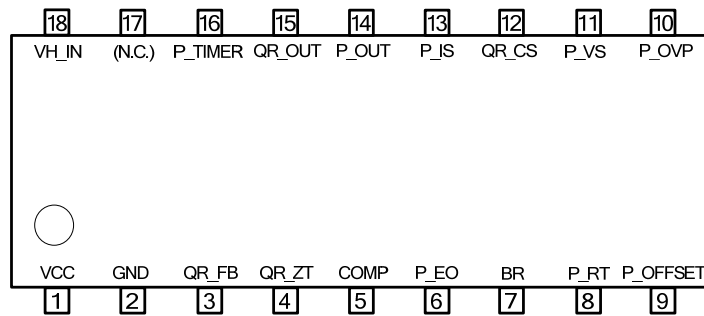 18 17 16 15 14 13 12 11 10
VH_IN (N.C.) P_TIMER QR_OUT P_OUT P_IS QR_CS P_VS P_OVP
VCC GND QR_FB QR_ZT COMP P_EO BR P_RT P_OFFSET
1 2 3 4 5 6 7 8 9